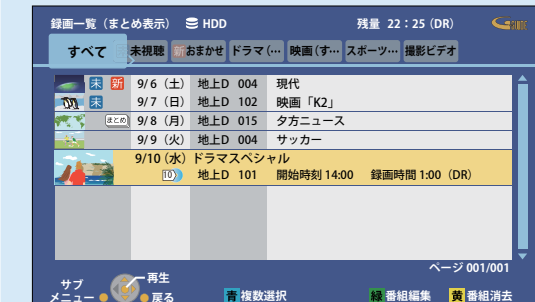 録画一覧（まとめ表示） HDD 残量 22：25 (DR) GGUIDE
すべて 未視聴 新おまかせ ドラマ(… 映画(す… スポーツ… 撮影ビデオ
未 新 9/6（土） 地上D 004 現代
未 9/7（日） 地上D 102 映画「K2」
まとめ 9/8（月） 地上D 015 夕方ニュース
9/9（火） 地上D 004 サッカー
9/10（水）ドラマスペシャル
10 地上D 101 開始時刻 14:00 録画時間 1:00（DR）
ページ 001/001
サブ
メニュー
再生
戻る
青 複数選択 緑 番組編集 黄 番組消去